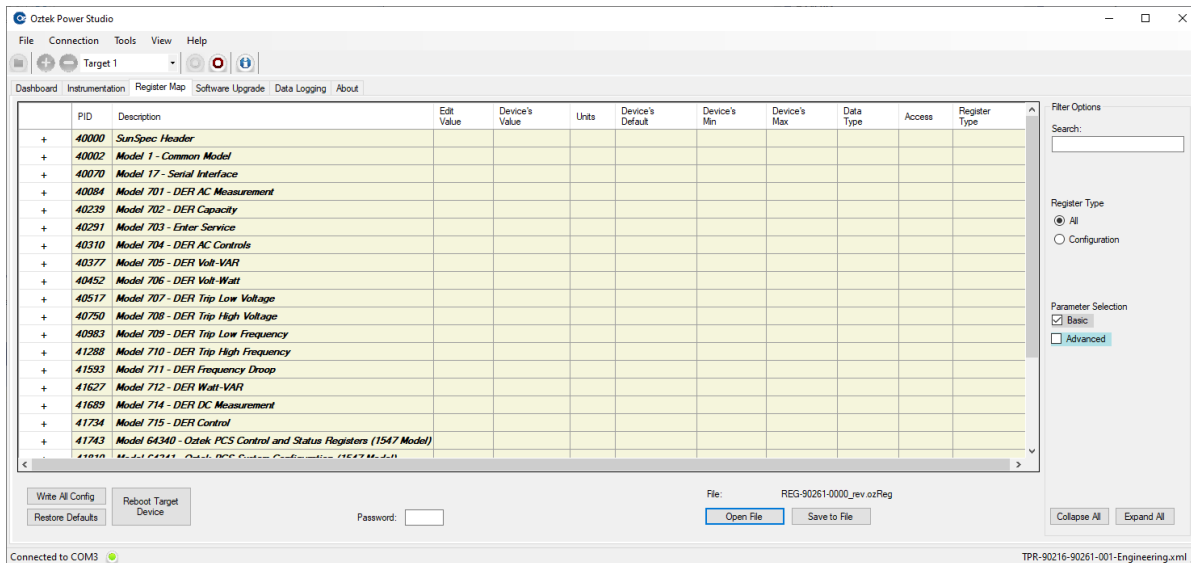 Oztek Power Studio
File Connection Tools View Help
Target 1
Dashboard Instrumentation Register Map Software Upgrade Data Logging About
PID Description Edit Value Device's Value Units Device's Default Device's Min Device's Max Data Type Access Register Type
+ 40000 SunSpec Header
+ 40002 Model 1 - Common Model
+ 40070 Model 17 - Serial Interface
+ 40084 Model 701 - DER AC Measurement
+ 40239 Model 702 - DER Capacity
+ 40291 Model 703 - Enter Service
+ 40310 Model 704 - DER AC Controls
+ 40377 Model 705 - DER Volt-VAR
+ 40452 Model 706 - DER Volt-Watt
+ 40517 Model 707 - DER Trip Low Voltage
+ 40750 Model 708 - DER Trip High Voltage
+ 40983 Model 709 - DER Trip Low Frequency
+ 41288 Model 710 - DER Trip High Frequency
+ 41593 Model 711 - DER Frequency Droop
+ 41627 Model 712 - DER Watt-VAR
+ 41689 Model 714 - DER DC Measurement
+ 41734 Model 715 - DER Control
+ 41743 Model 64340 - Oztek PCS Control and Status Registers (1547 Model)
+ 41810 Model 64341 - Oztek PCS System Configuration (1547 Model)
Filter Options
Search:
Register Type
All
Configuration
Parameter Selection
Basic
Advanced
Write All Config
Restore Defaults
Reboot Target
Device
Password:
File: REG-90261-0000_rev.ozReg
Open File Save to File
Collapse All Expand All
Connected to COM3
TPR-90216-90261-001-Engineering.xml